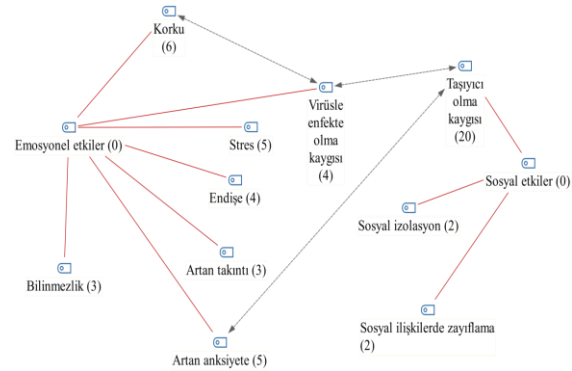 Korku
(6)
Taşıyıcı
olma
kaygısı
(20)
Virüsle
enfekte
olma
kaygısı
(4)
Emosyonel etkiler (0)
Stres (5)
Sosyal etkiler (0)
Endişe (4)
Sosyal izolasyon (2)
Artan takıntı (3)
Bilinmezlik (3)
Sosyal ilişkilerde zayıflama
(2)
Artan anksiyete (5)